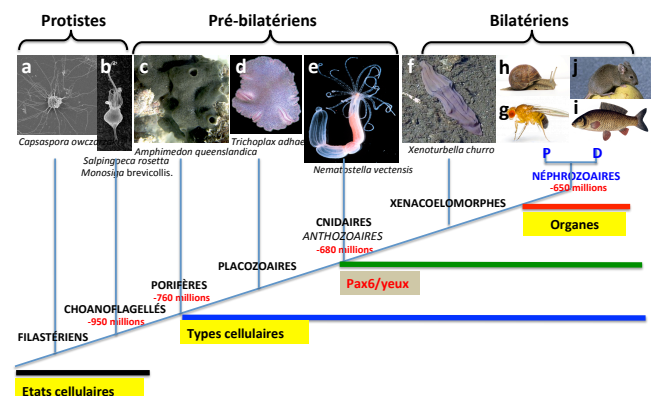 Protistes
Pré-bilatériens
Bilatériens
a
b
c
d
e
f
h
j
g
i
Capsaspora owczarzaki
Amphimedon queenslandica
Trichoplax adhae
Salpingoeca rosetta
Monosiga brevicollis.
Nematostella vectensis
Xenoturbella churro
P
D
NÉPHROZOAIRES
-650 millions
XENACOELOMORPHES
Organes
CNIDAIRES
ANTHOZOAIRES
-680 millions
PLACOZOAIRES
Pax6/yeux
PORIFÈRES
-760 millions
CHOANOFLAGELLÉS
-950 millions
Types cellulaires
FILASTÉRIENS
Etats cellulaires